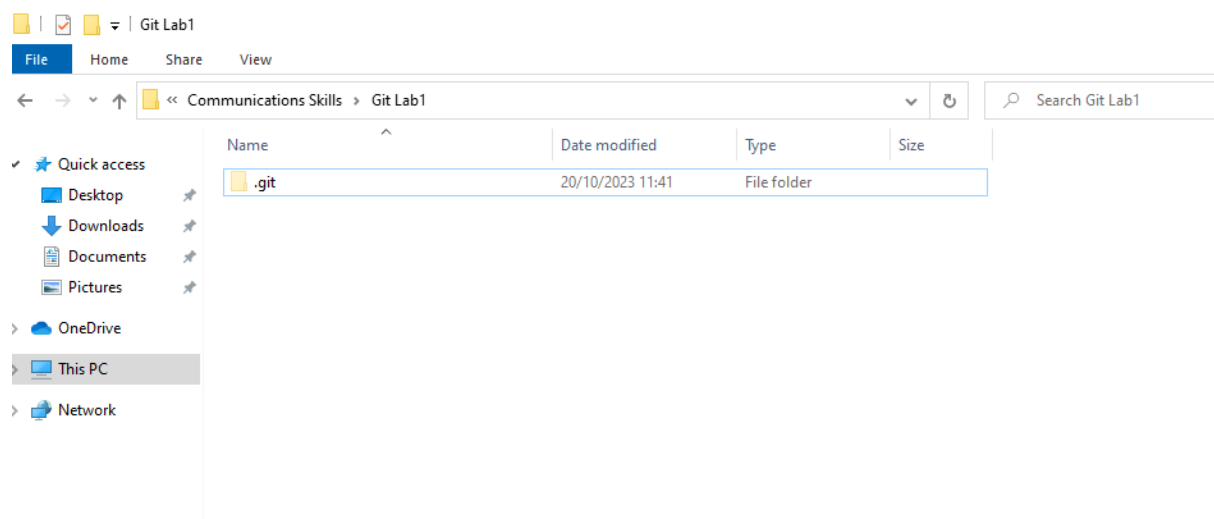 Git Lab1
File Home Share View
« Communications Skills > Git Lab1 Search Git Lab1
Name Date modified Type Size
Quick access
.git 20/10/2023 11:41 File folder
Desktop
Downloads
Documents
Pictures
OneDrive
This PC
Network